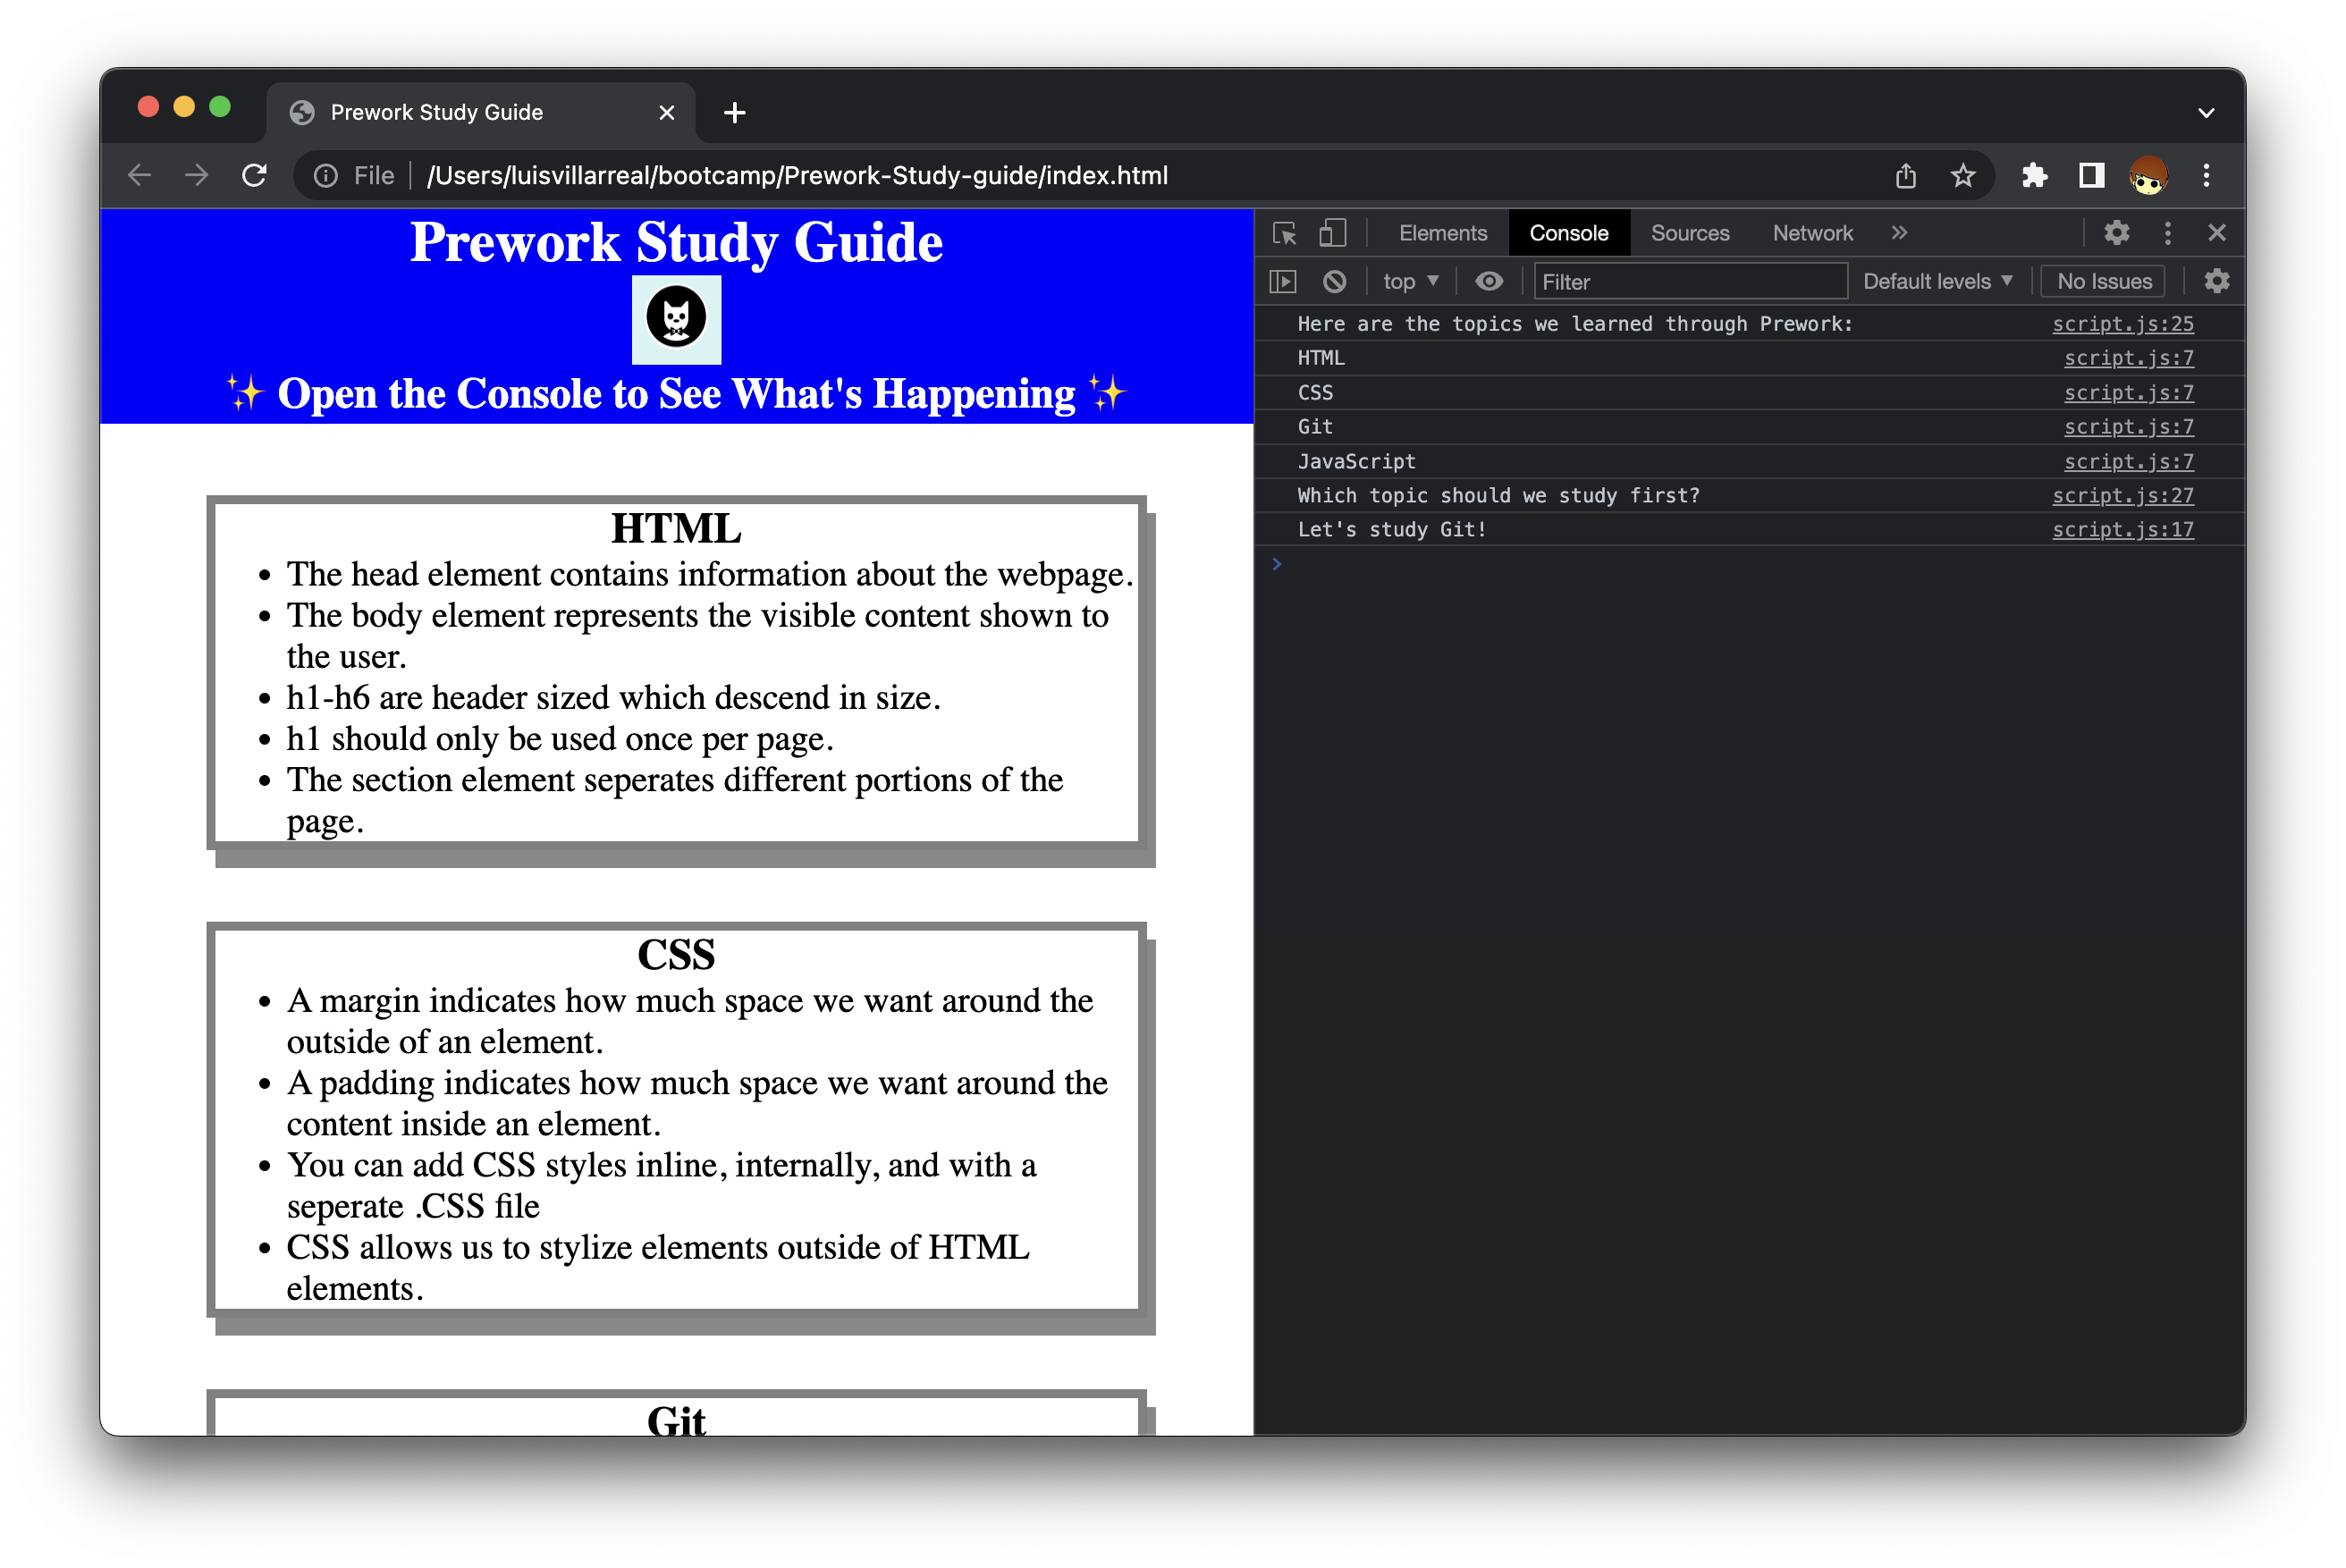 Prework Study Guide
File /Users/luisvillarreal/bootcamp/Prework-Study-guide/index.html
Prework Study Guide
✨ Open the Console to See What's Happening ✨
HTML
• The head element contains information about the webpage.
• The body element represents the visible content shown to
the user.
• h1-h6 are header sized which descend in size.
• h1 should only be used once per page.
• The section element seperates different portions of the
page.
CSS
• A margin indicates how much space we want around the
outside of an element.
• A padding indicates how much space we want around the
content inside an element.
• You can add CSS styles inline, internally, and with a
seperate .CSS file
• CSS allows us to stylize elements outside of HTML
elements.
Git
Elements Console Sources Network
top Filter Default levels No Issues
Here are the topics we learned through Prework: script.js:25
HTML script.js:7
CSS script.js:7
Git script.js:7
JavaScript script.js:7
Which topic should we study first? script.js:27
Let's study Git! script.js:17